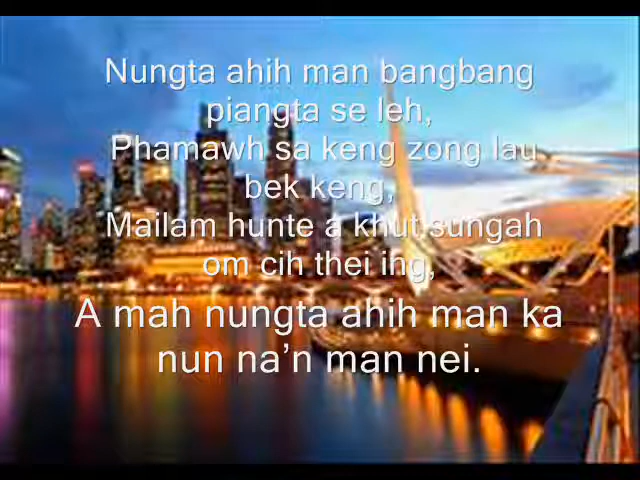 Nungta ahih man bangbang
piangta se leh,
Phamawh sa keng zong lau
bek keng,
Mailam hunte a khut sungah
om cih thei ing,
A mah nungta ahih man ka
nun na’n man nei.